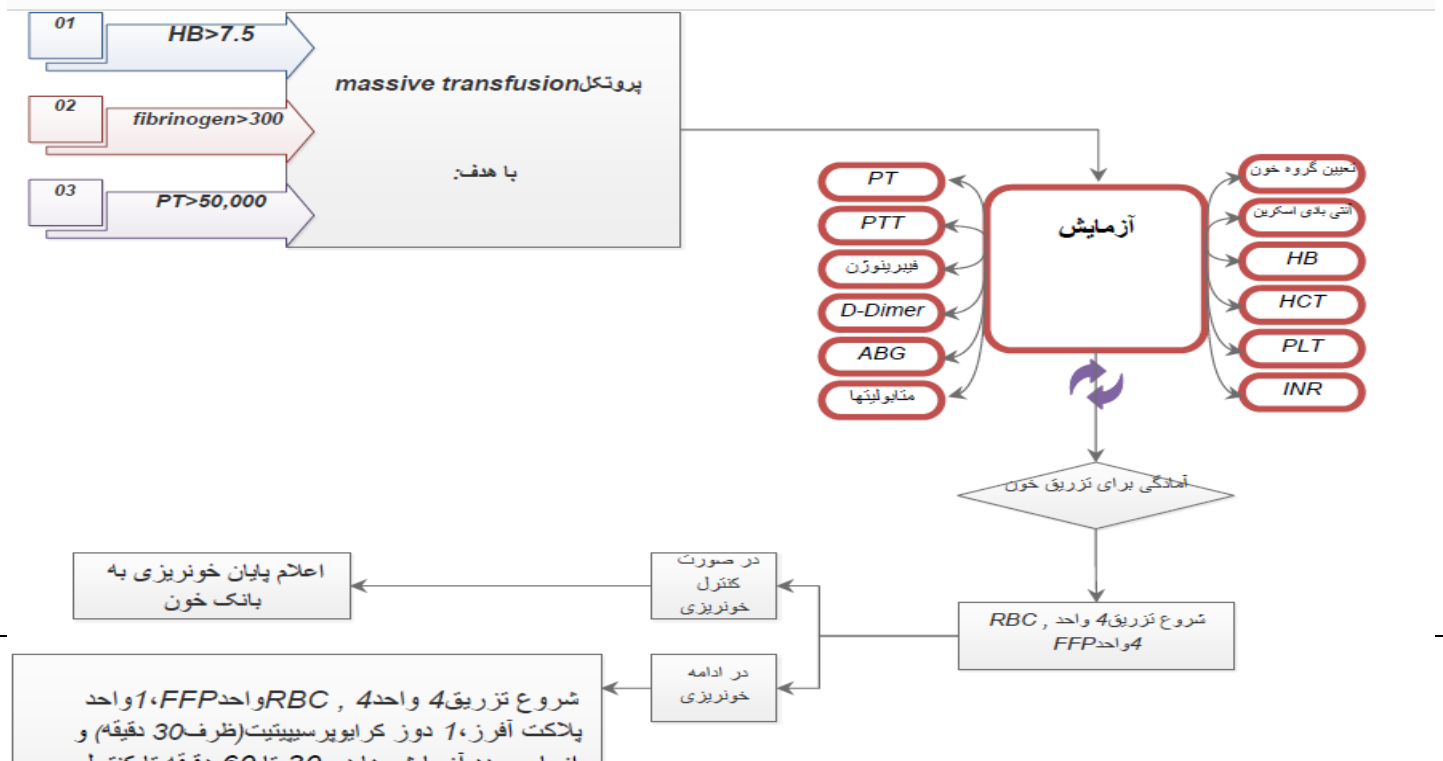 01
HB>7.5
02
fibrinogen>300
03
PT>50,000
پروتکلmassive transfusion
با هدف:
آزمایش
PT
PTT
فیبرینوژن
D-Dimer
ABG
متابولیتها
تعیین گروه خون
آنتی بادی اسکرین
HB
HCT
PLT
INR
آمادگی برای تزریق خون
شروع تزریق4 واحد RBC ,
4واحدFFP
در صورت
کنترل
خونریزی
اعلام پایان خونریزی به
بانک خون
در ادامه
خونریزی
شروع تزریق4 واحدRBC , 4واحدFFP،1واحد
پلاکت آفرز،1 دوز کرایوپرسیپیتیت(ظرف30 دقیقه) و